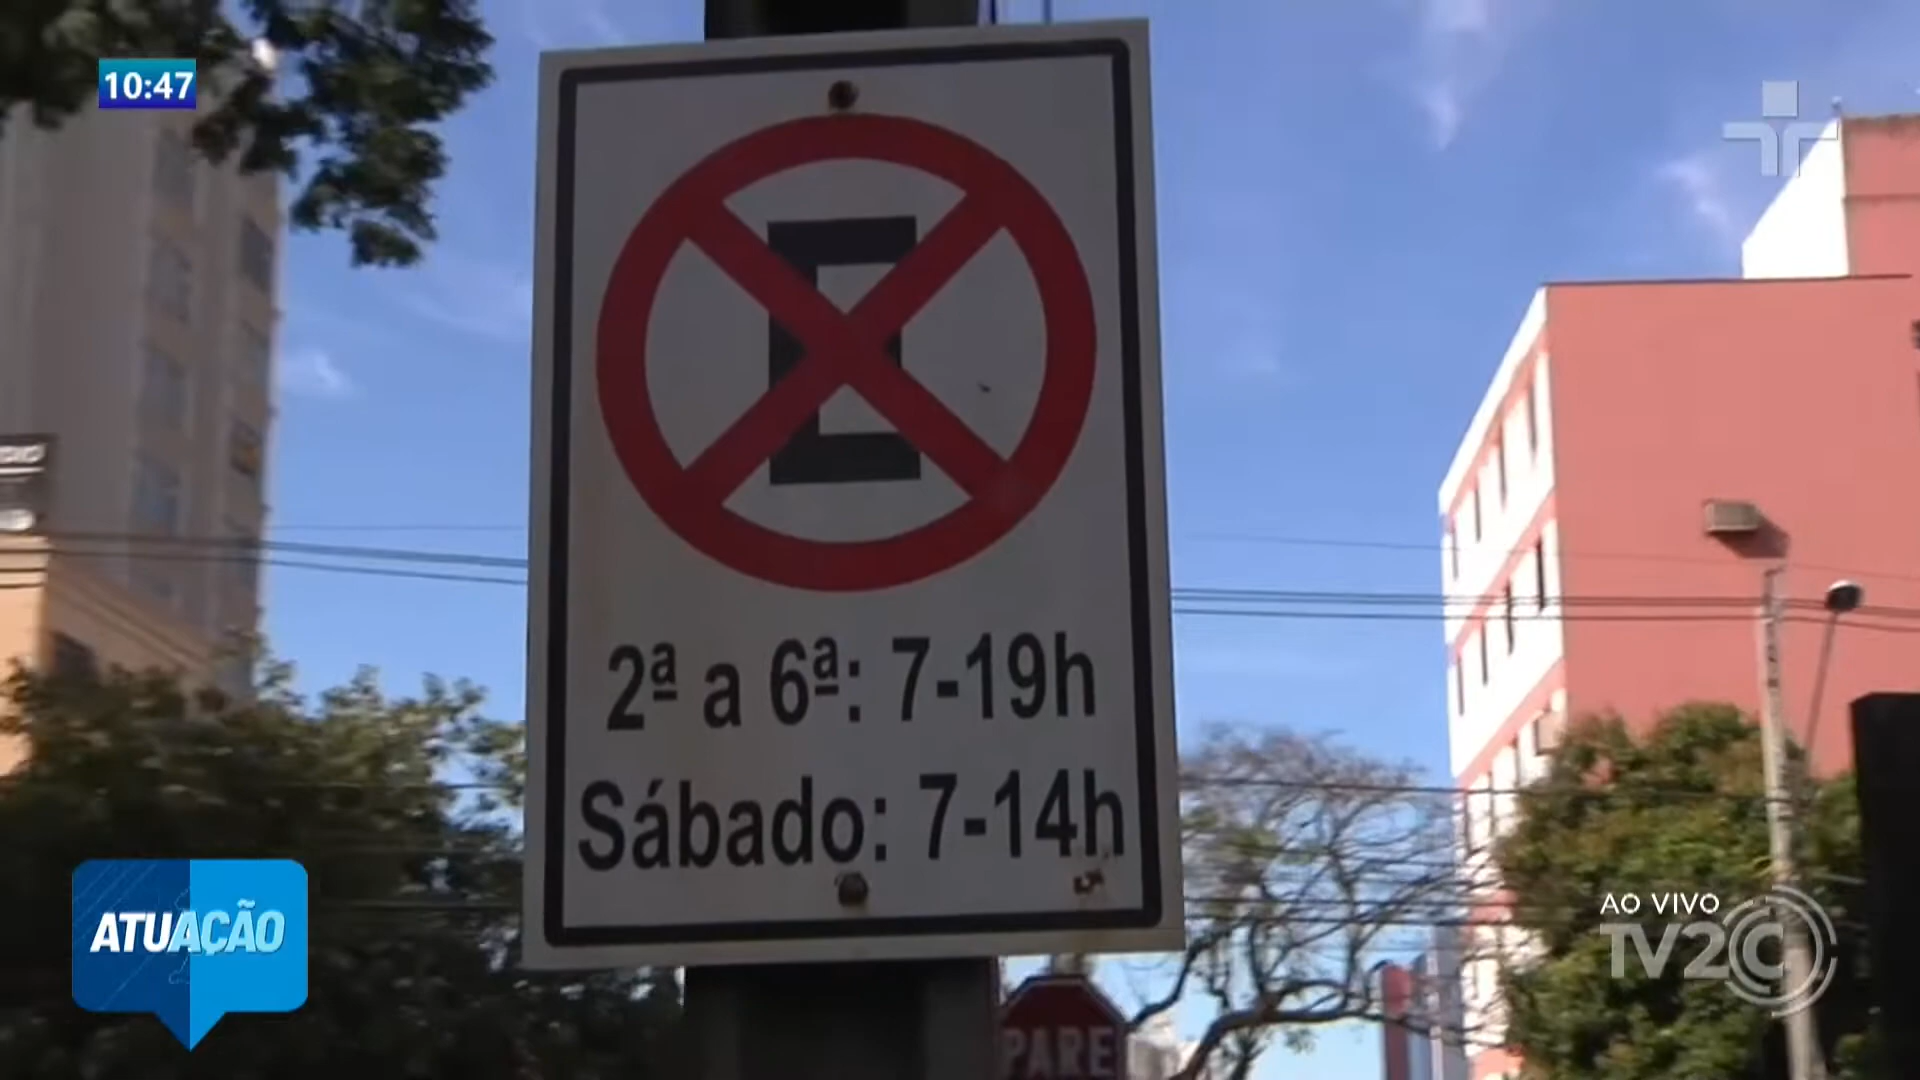 10:47
E
2ª a 6ª: 7-19h
Sábado: 7-14h
ATUAÇÃO
AO VIVO
TV2C
PARE